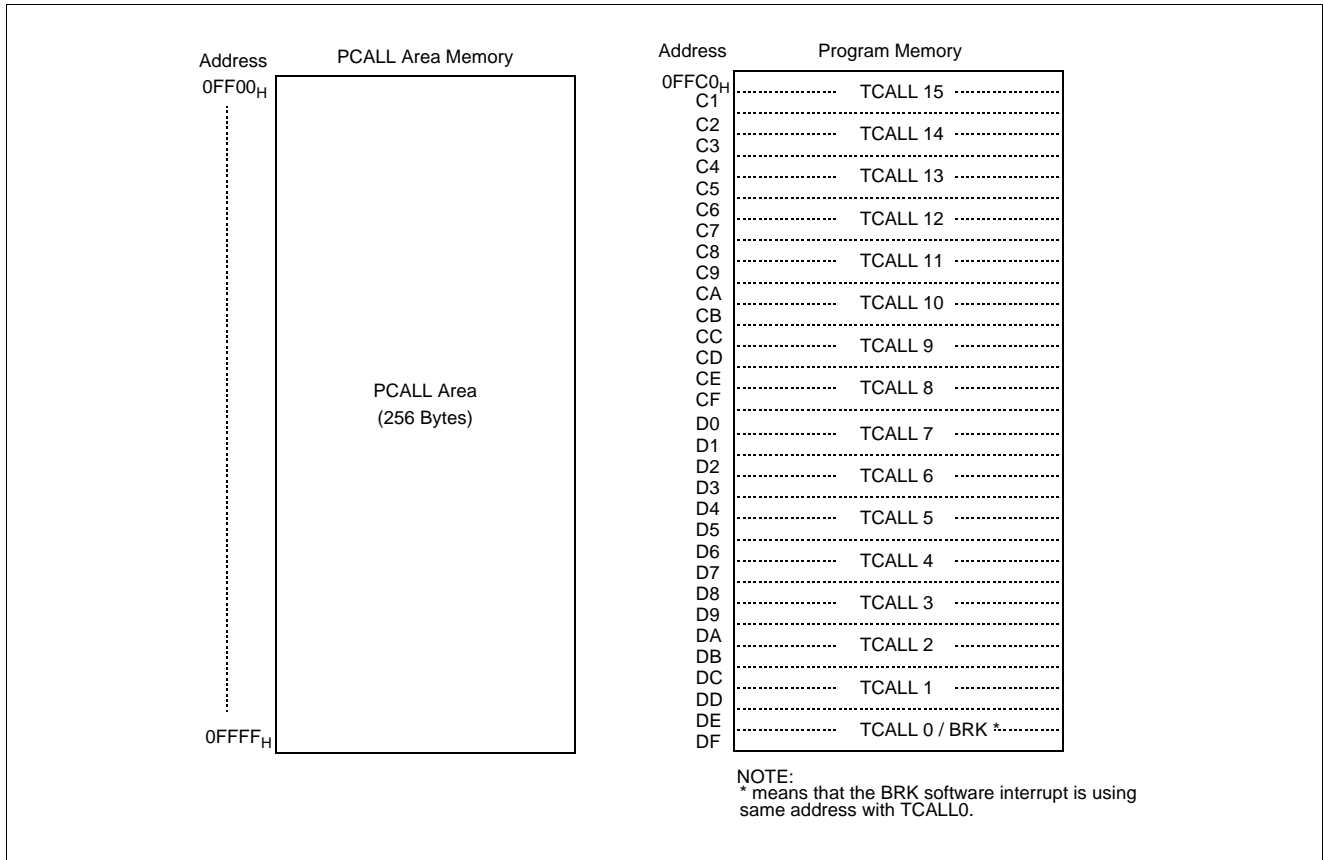 Address PCALL Area Memory
0FF00H
PCALL Area
(256 Bytes)
0FFFFH
Address Program Memory
0FFC0H
C1
TCALL 15
C2
C3
TCALL 14
C4
C5
TCALL 13
C6
C7
TCALL 12
C8
C9
TCALL 11
CA
CB
TCALL 10
CC
CD
TCALL 9
CE
CF
TCALL 8
D0
D1
TCALL 7
D2
D3
TCALL 6
D4
D5
TCALL 5
D6
D7
TCALL 4
D8
D9
TCALL 3
DA
DB
TCALL 2
DC
DD
TCALL 1
DE
DF
TCALL 0 / BRK *
NOTE:
* means that the BRK software interrupt is using
same address with TCALL0.